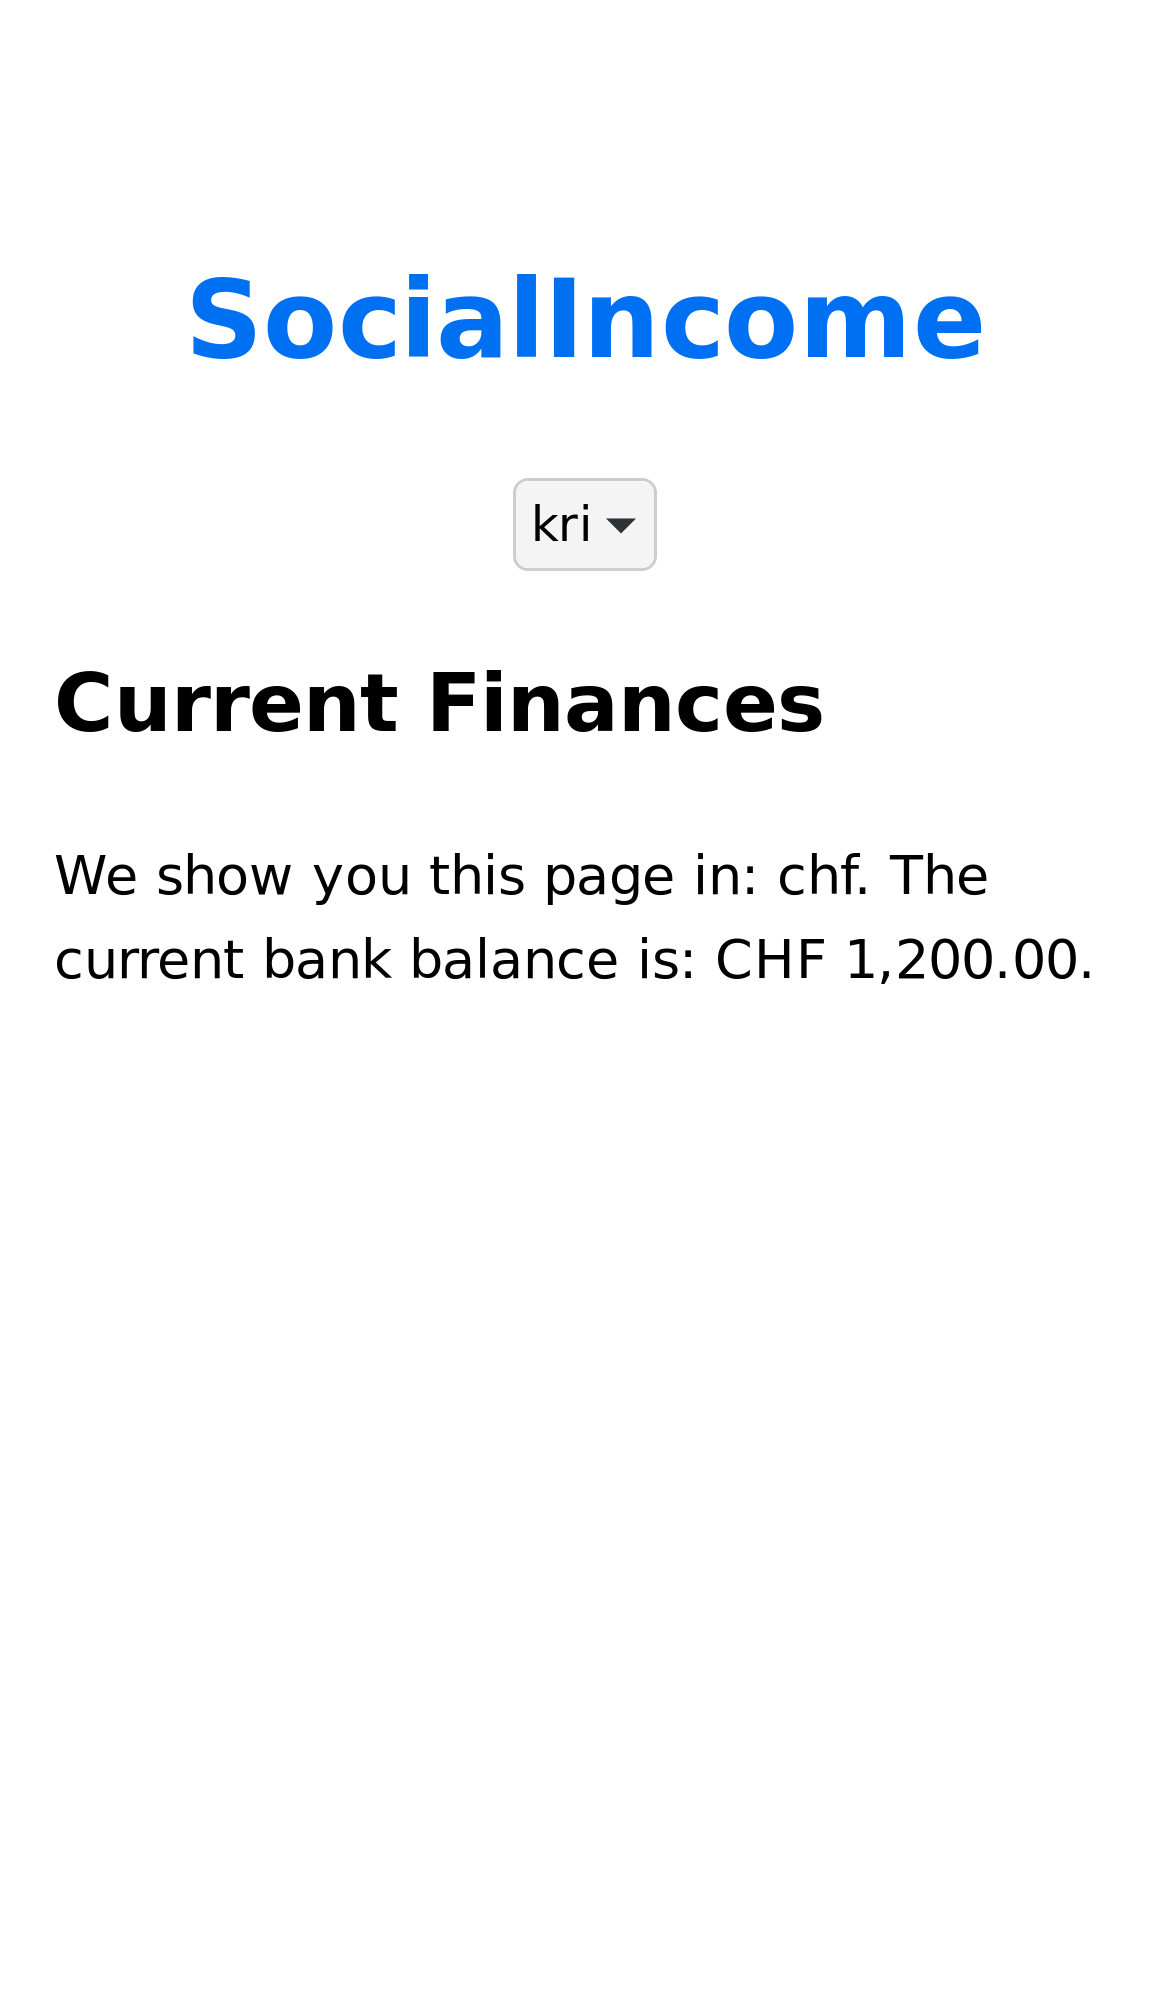 SocialIncome
kri
Current Finances
We show you this page in: chf. The
current bank balance is: CHF 1,200.00.